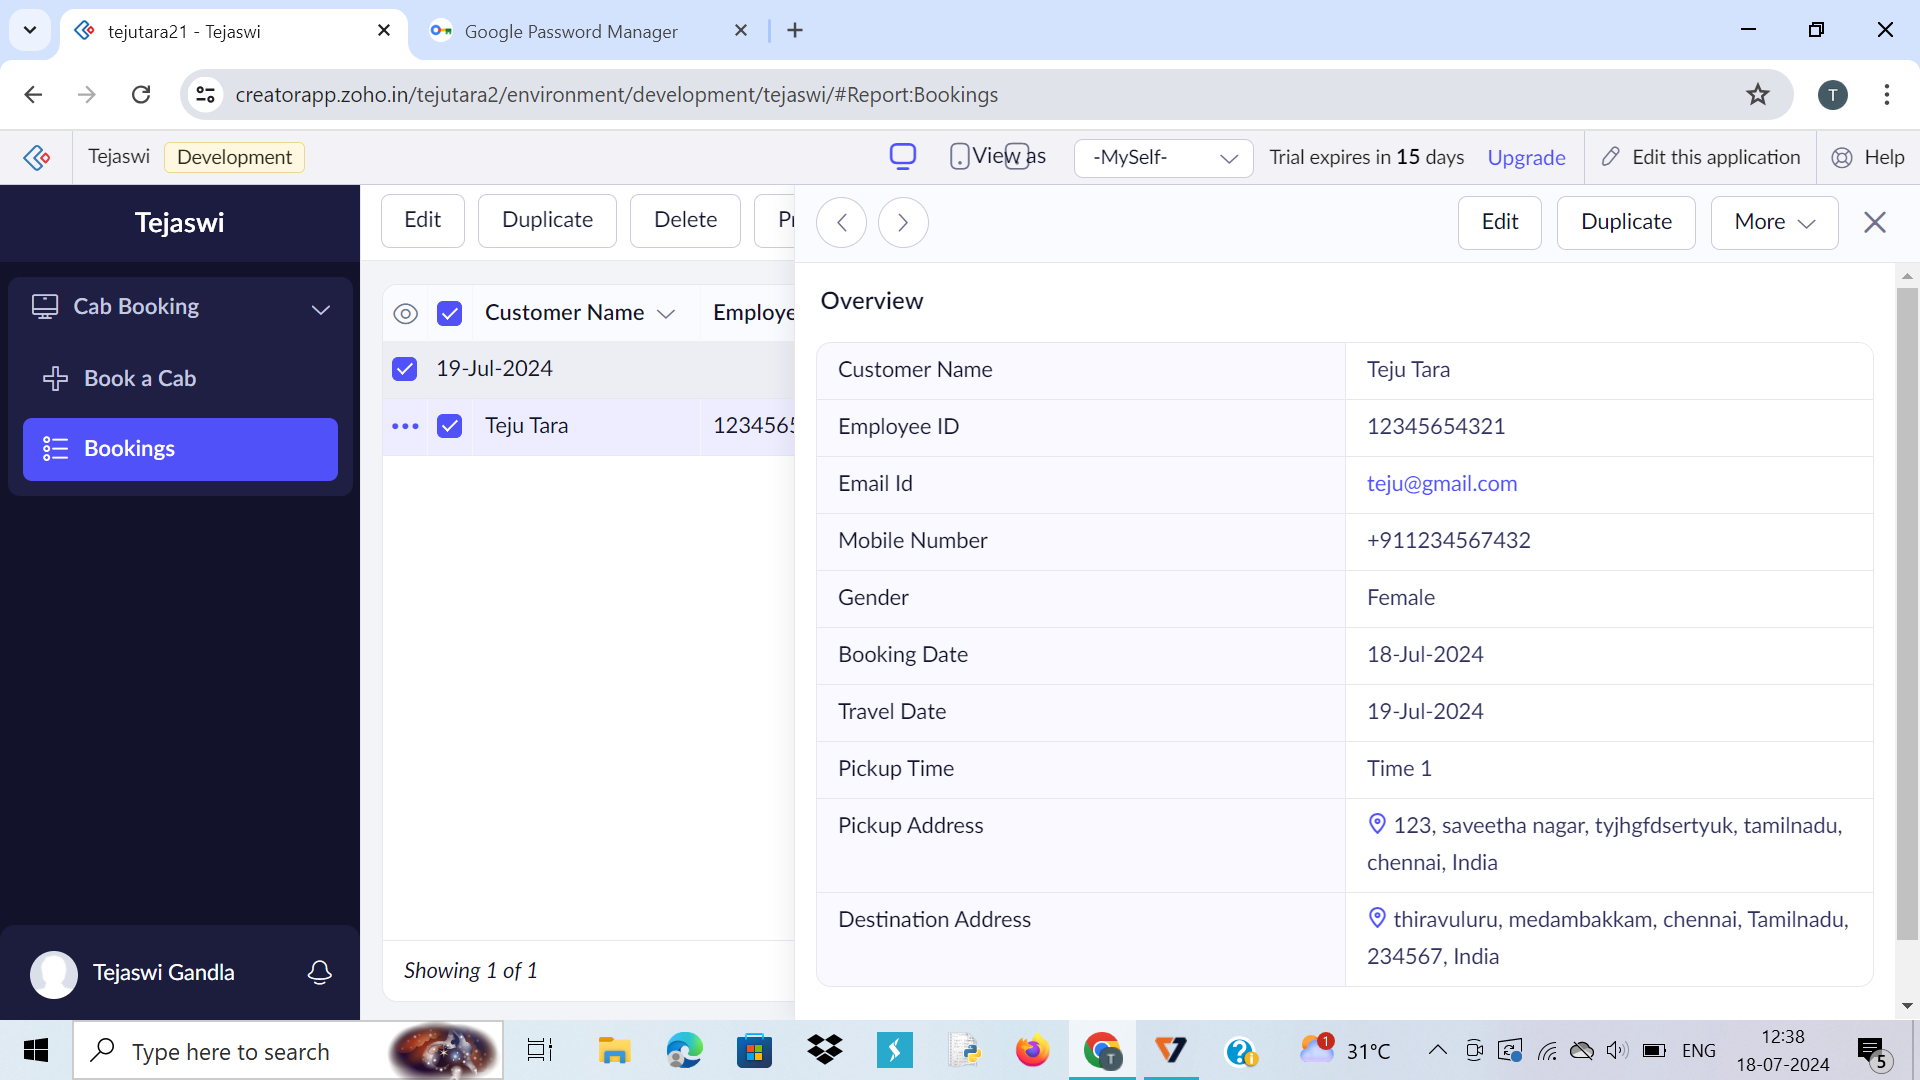 tejutara21 - Tejaswi
Google Password Manager
creatorapp.zoho.in/tejutara2/environment/development/tejaswi/#Report:Bookings
T
Tejaswi
Development
View as
-MySelf-
Trial expires in 15 days
Upgrade
Edit this application
Help
Tejaswi
Cab Booking
Book a Cab
Bookings
Tejaswi Gandla
Edit
Duplicate
Delete
Customer Name
19-Jul-2024
Teju Tara
Showing 1 of 1
Edit
Duplicate
More
Overview
Customer Name Teju Tara
Employee ID 12345654321
Email Id teju@gmail.com
Mobile Number +911234567432
Gender Female
Booking Date 18-Jul-2024
Travel Date 19-Jul-2024
Pickup Time Time 1
Pickup Address 123, saveetha nagar, tyjhgfdsertyuk, tamilnadu,
chennai, India
Destination Address thiravuluru, medambakkam, chennai, Tamilnadu,
234567, India
Type here to search
T
1
31°C
ENG
12:38
18-07-2024
5